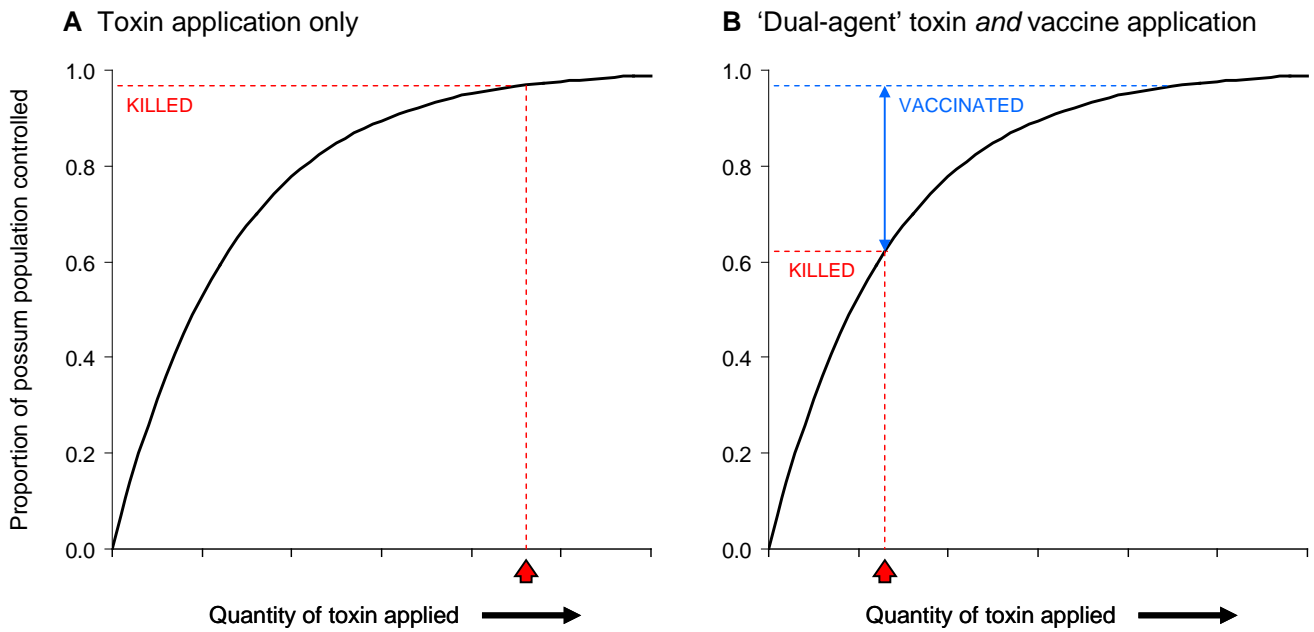 A Toxin application only
Proportion of possum population controlled
1.0
0.8
0.6
0.4
0.2
0.0
KILLED
Quantity of toxin applied
B ‘Dual-agent’ toxin and vaccine application
1.0
0.8
0.6
0.4
0.2
0.0
VACCINATED
KILLED
Quantity of toxin applied